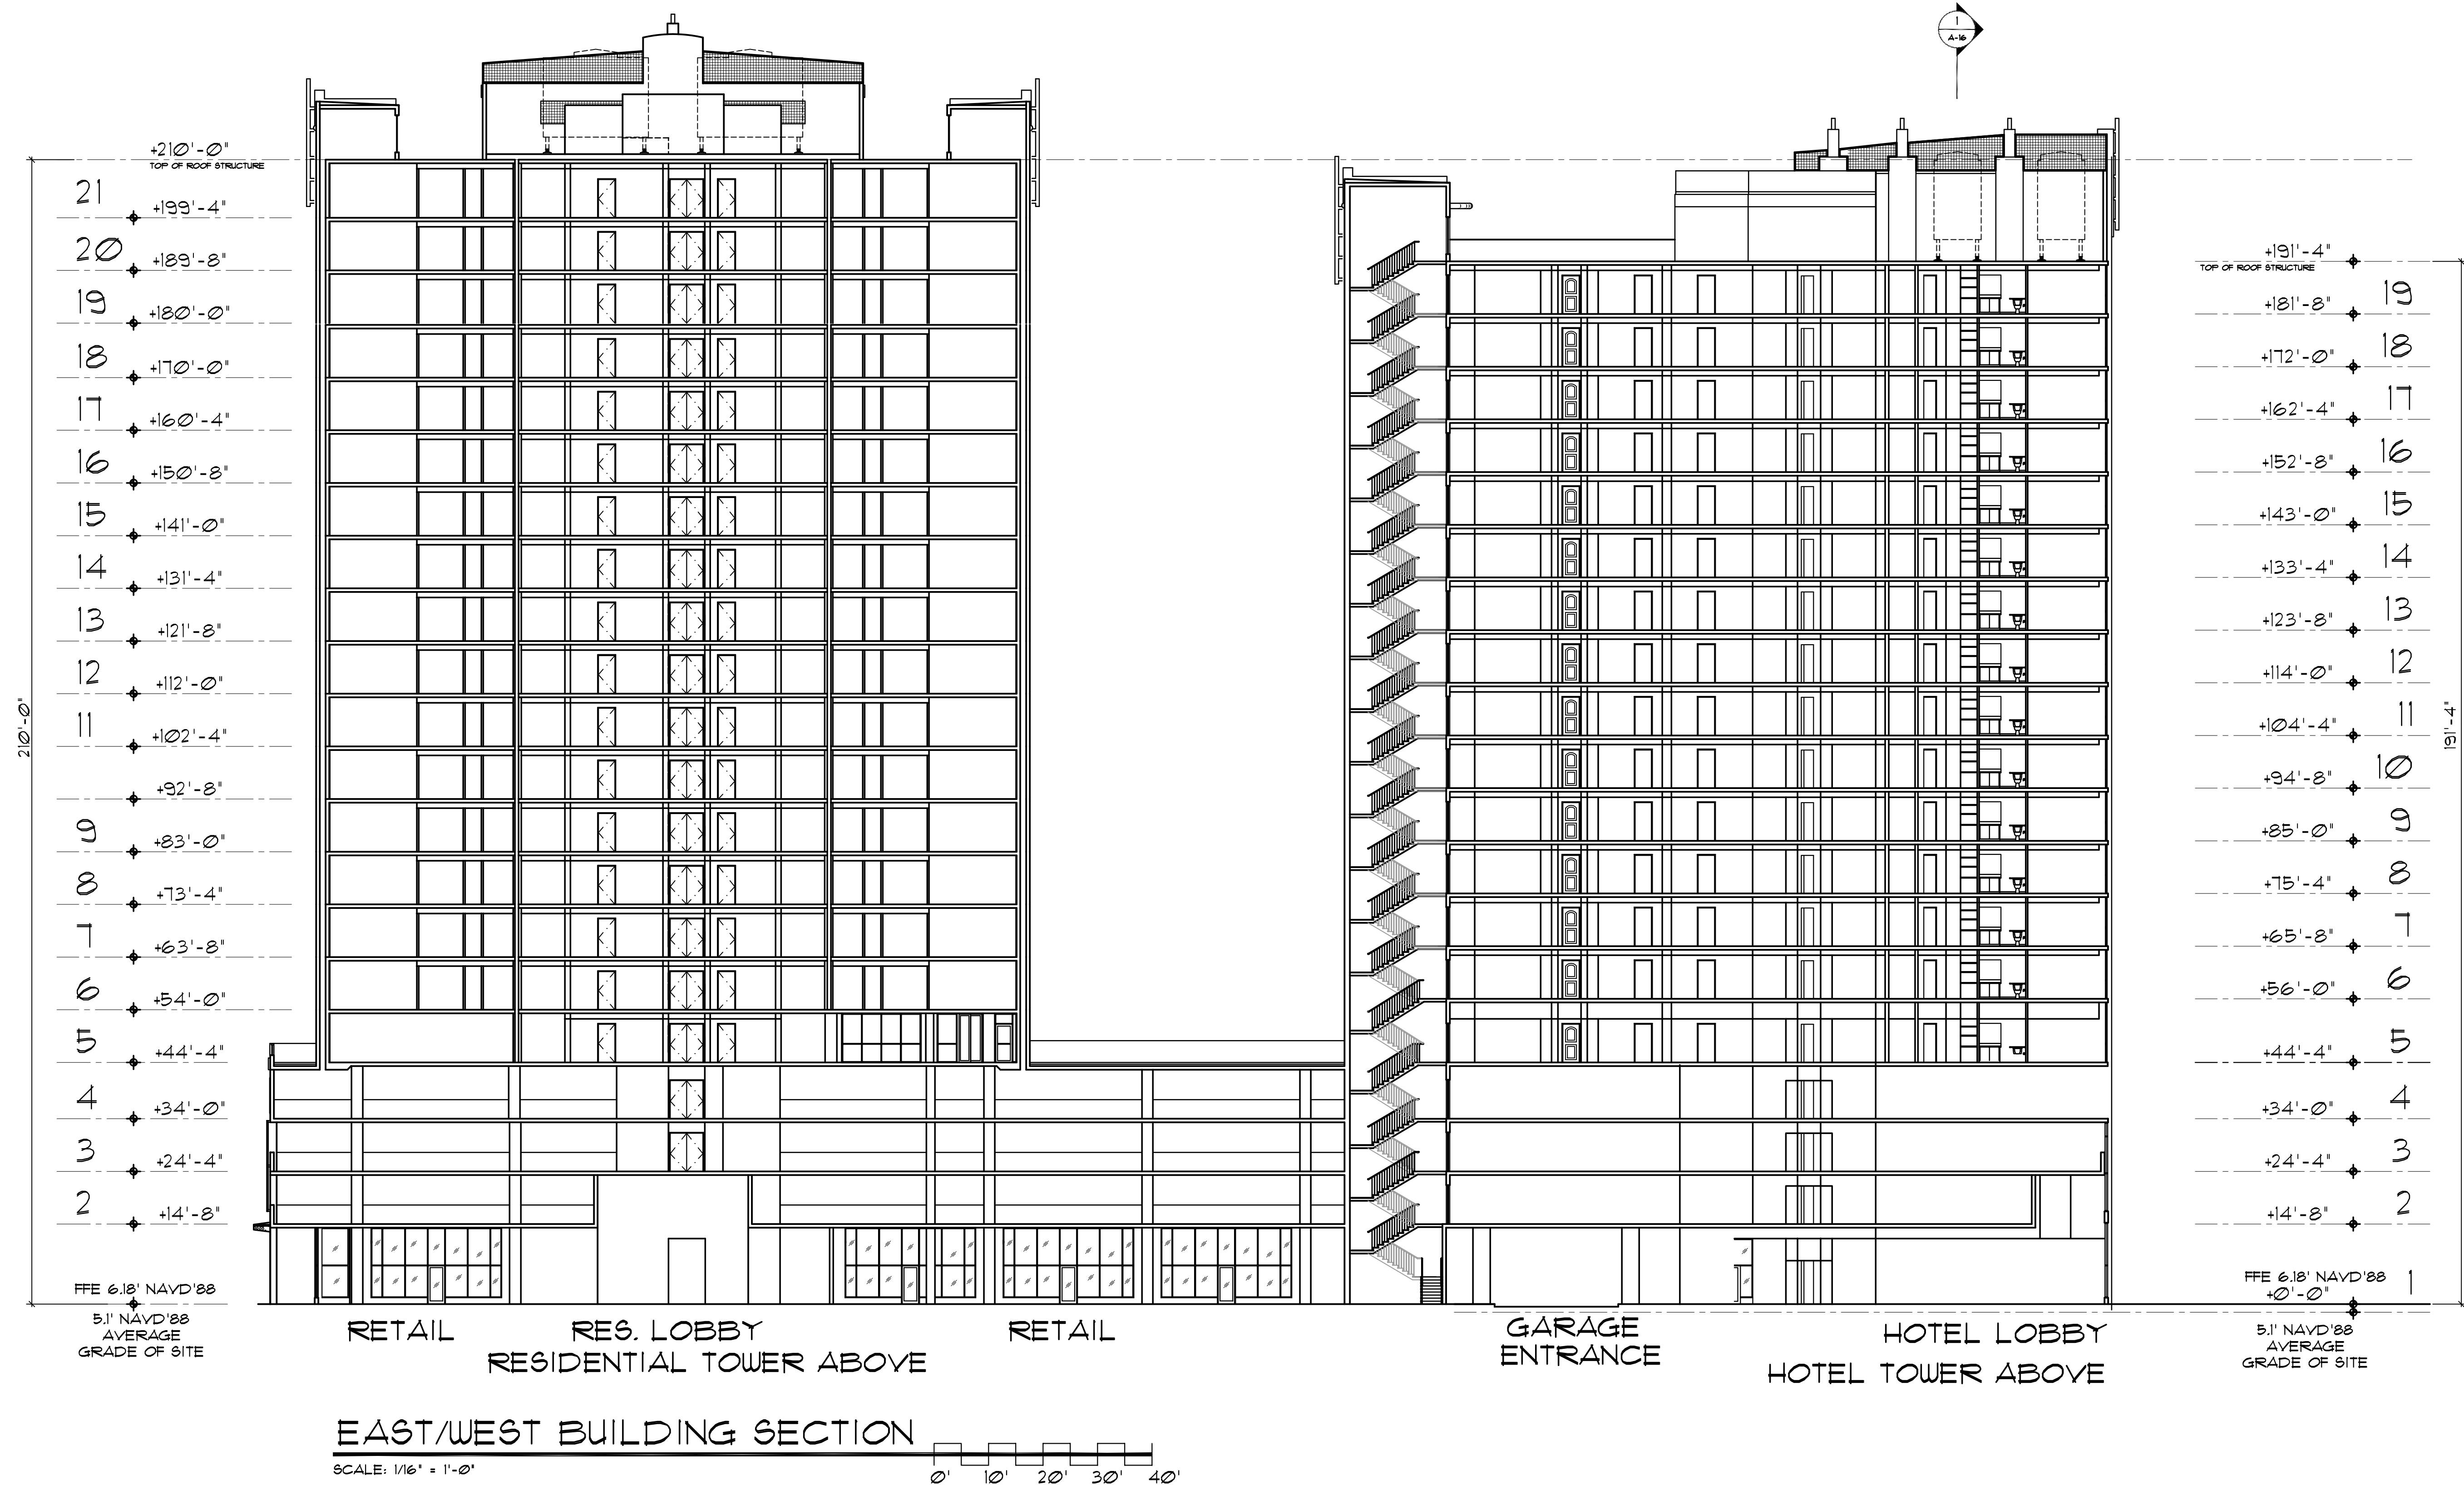 1
A-16
+210'-0"
TOP OF ROOF STRUCTURE
21
+199'-4"
20
+189'-8"
19
+180'-0"
18
+170'-0"
17
+160'-4"
16
+150'-8"
15
+141'-0"
14
+131'-4"
13
+121'-8"
12
+112'-0"
11
+102'-4"
+92'-8"
9
+83'-0"
8
+73'-4"
7
+63'-8"
6
+54'-0"
5
+44'-4"
4
+34'-0"
3
+24'-4"
2
+14'-8"
FFE 6.18' NAVD'88
5.1' NAVD'88
AVERAGE
GRADE OF SITE
210'-0"
+191'-4"
TOP OF ROOF STRUCTURE
+181'-8" 19
+172'-0" 18
+162'-4" 17
+152'-8" 16
+143'-0" 15
+133'-4" 14
+123'-8" 13
+114'-0" 12
+104'-4" 11
+94'-8" 10
+85'-0" 9
+75'-4" 8
+65'-8" 7
+56'-0" 6
+44'-4" 5
+34'-0" 4
+24'-4" 3
+14'-8" 2
FFE 6.18' NAVD'88 1
+0'-0"
5.1' NAVD'88
AVERAGE
GRADE OF SITE
191'-4"
RETAIL
RES. LOBBY
RESIDENTIAL TOWER ABOVE
RETAIL
GARAGE
ENTRANCE
HOTEL LOBBY
HOTEL TOWER ABOVE
EAST/WEST BUILDING SECTION
SCALE: 1/16" = 1'-0"
0' 10' 20' 30' 40'